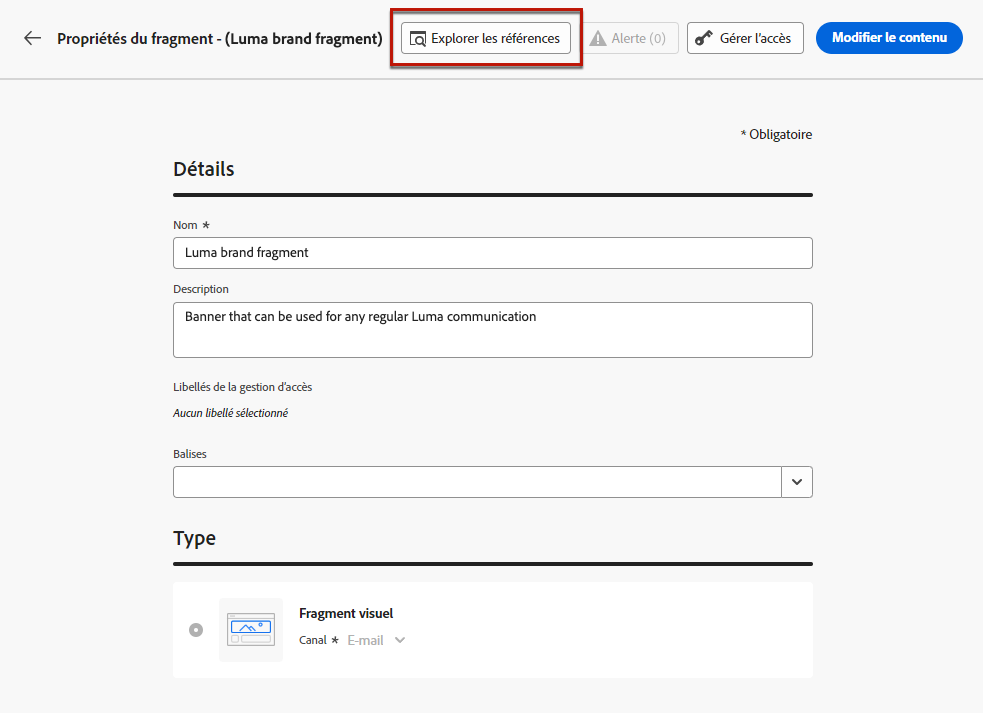 Propriétés du fragment - (Luma brand fragment)
Explorer les références
Alerte (0)
Gérer l'accès
Modifier le contenu
* Obligatoire
Détails
Nom *
Luma brand fragment
Description
Banner that can be used for any regular Luma communication
Libellés de la gestion d'accès
Aucun libellé sélectionné
Balises
Type
Fragment visuel
Canal * E-mail